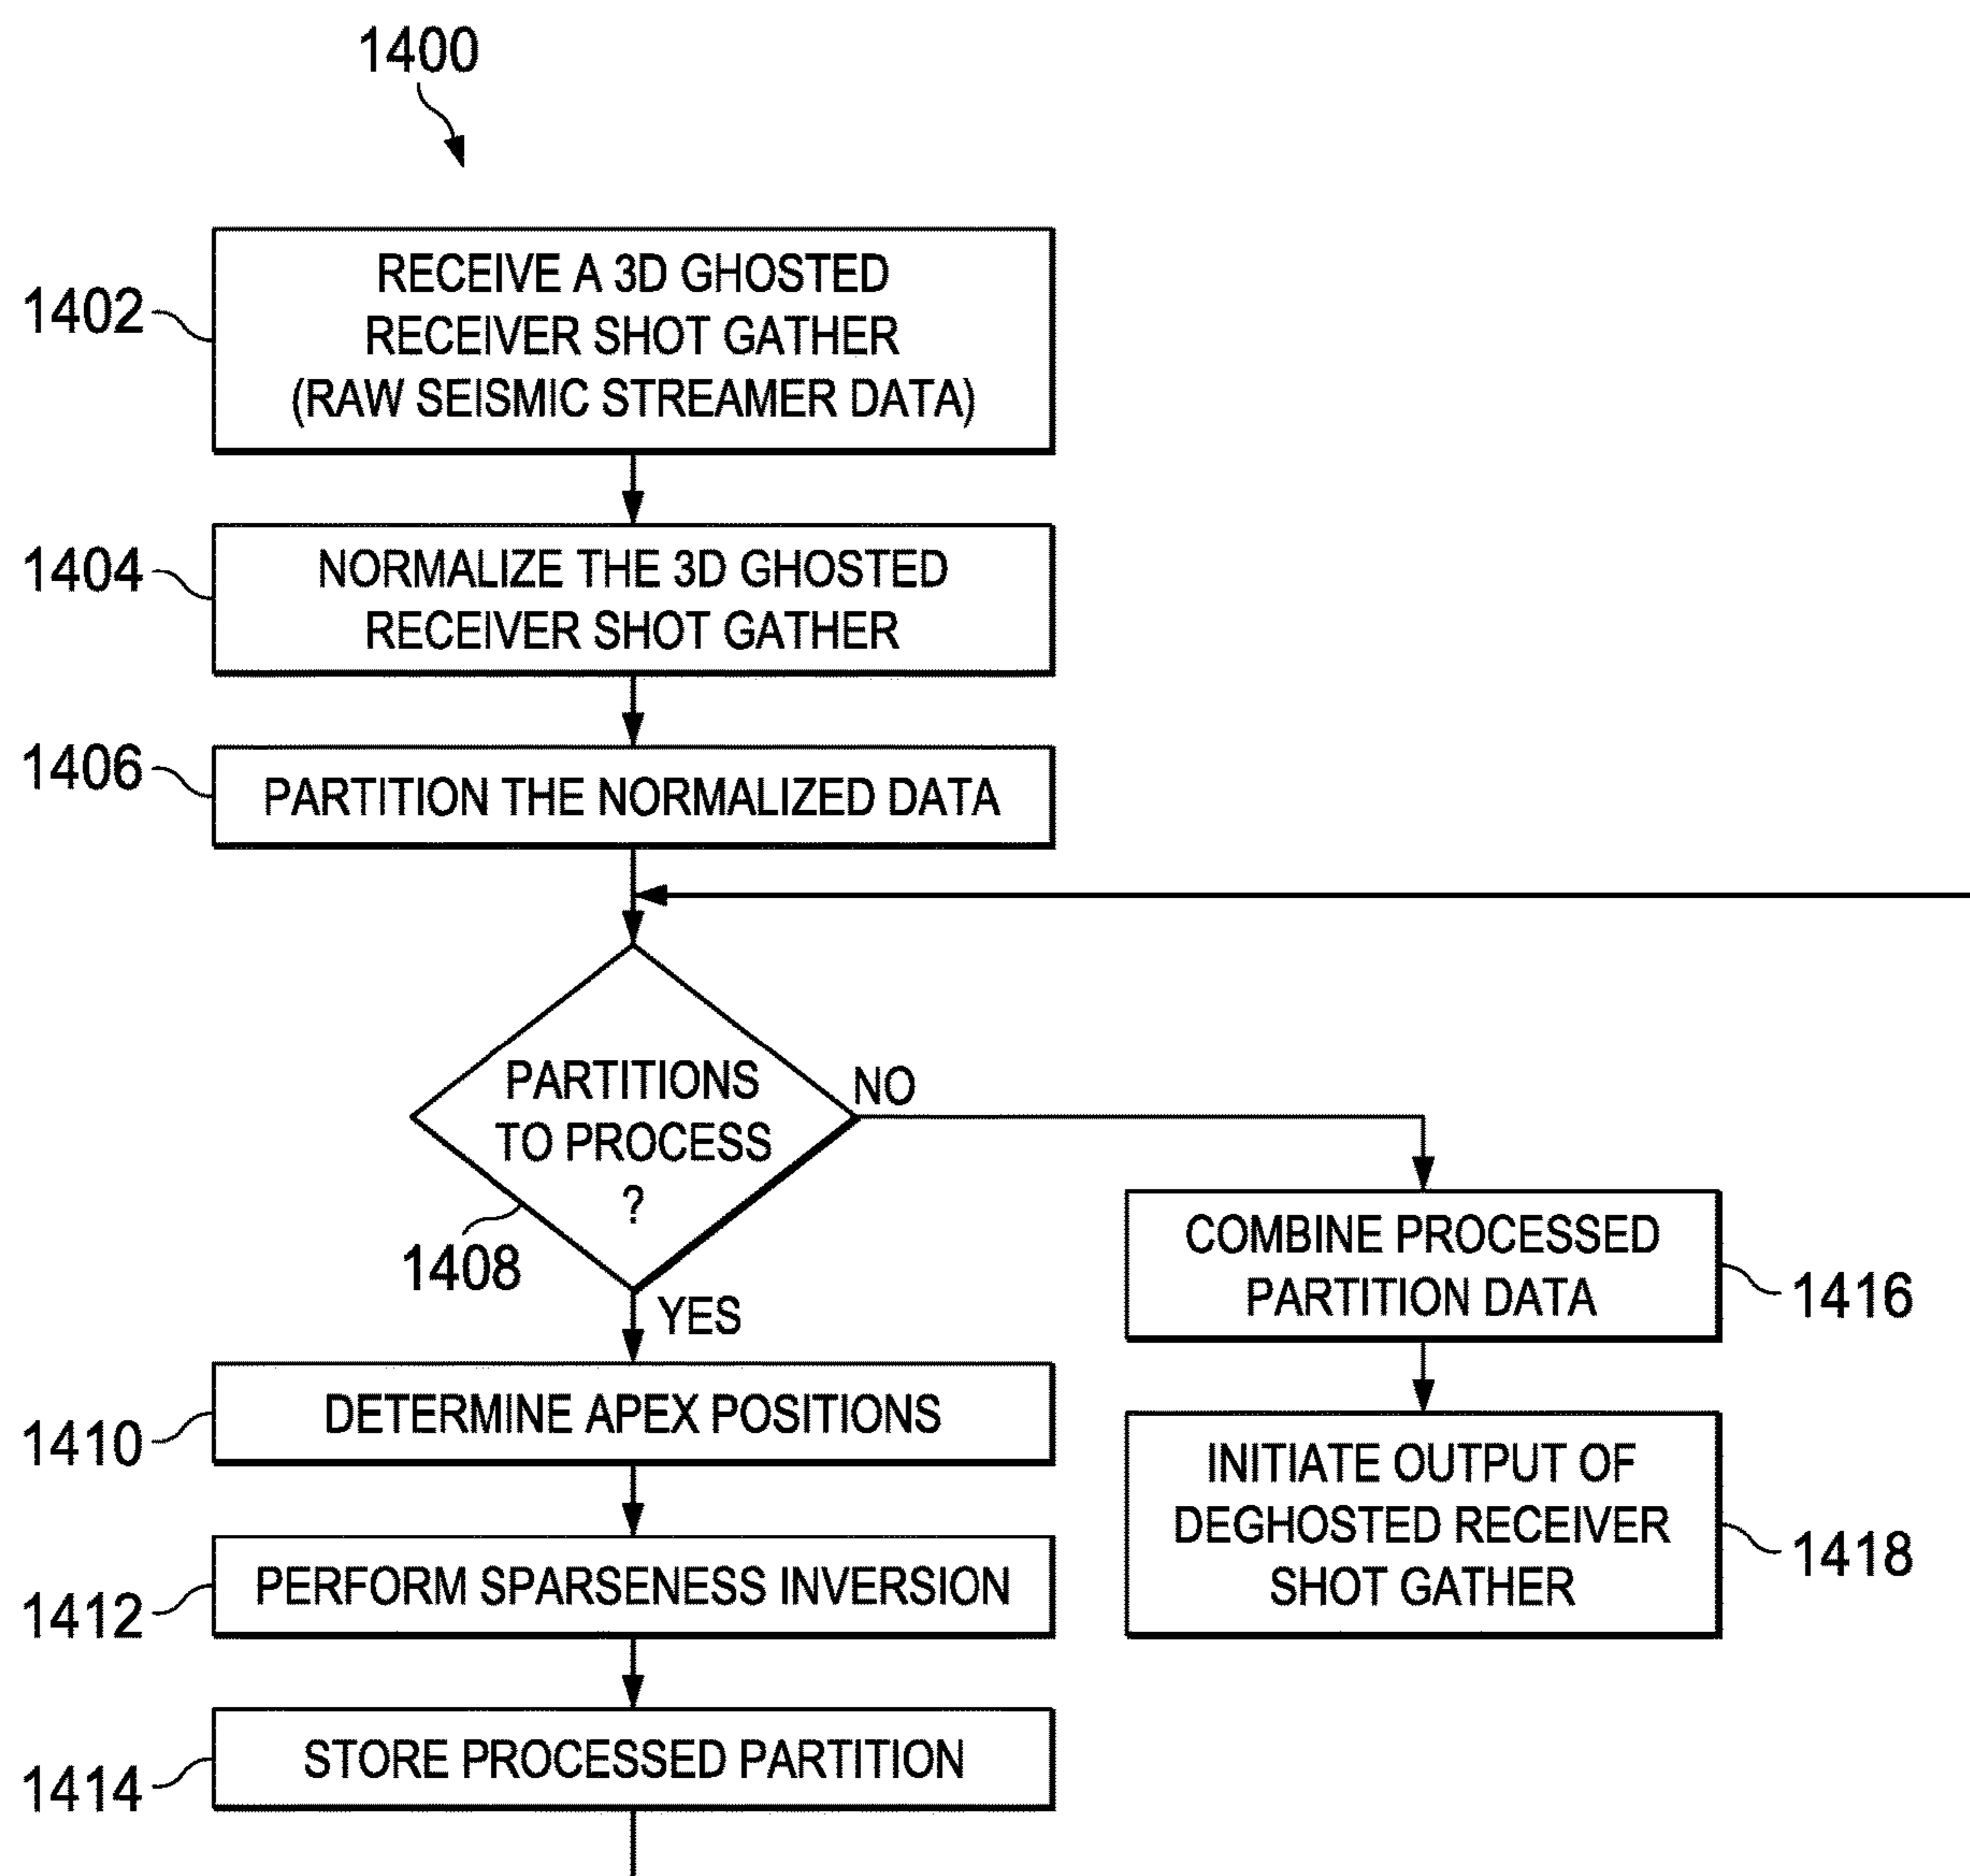 1400
1402
RECEIVE A 3D GHOSTED
RECEIVER SHOT GATHER
(RAW SEISMIC STREAMER DATA)
1404
NORMALIZE THE 3D GHOSTED
RECEIVER SHOT GATHER
1406
PARTITION THE NORMALIZED DATA
PARTITIONS
TO PROCESS
?
NO
1408
YES
COMBINE PROCESSED
PARTITION DATA
1416
1410
DETERMINE APEX POSITIONS
INITIATE OUTPUT OF
DEGHOSTED RECEIVER
SHOT GATHER
1418
1412
PERFORM SPARSENESS INVERSION
1414
STORE PROCESSED PARTITION